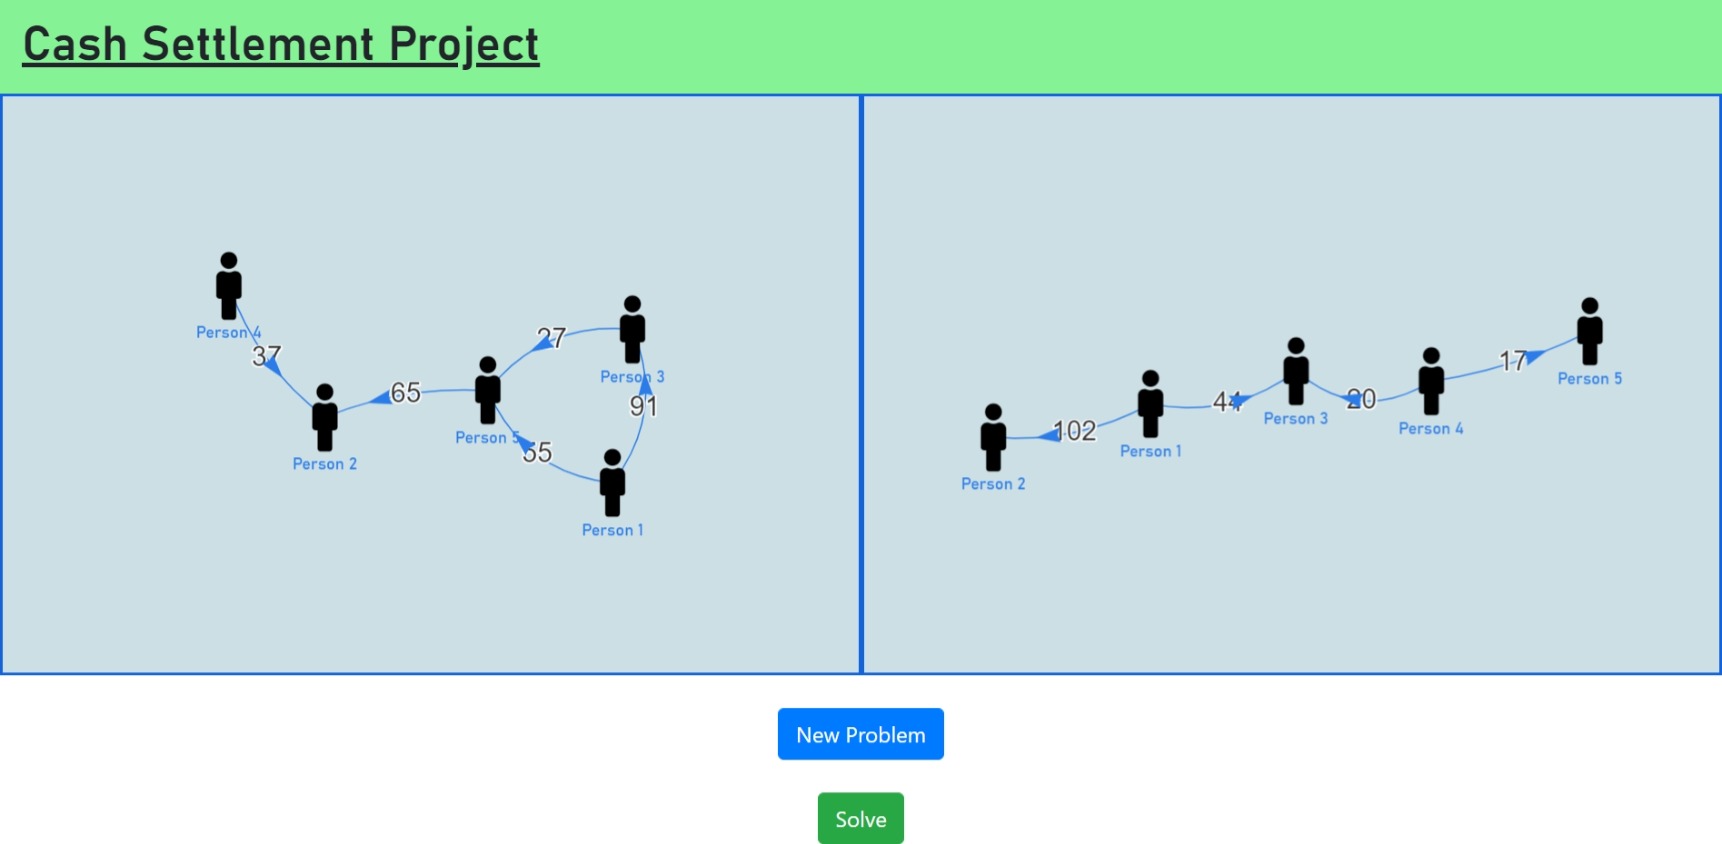 Cash Settlement Project
Person 4
37
Person 2
65
Person 5
27
Person 3
91
55
Person 1
Person 2
102
Person 1
44
Person 3
20
Person 4
17
Person 5
New Problem
Solve